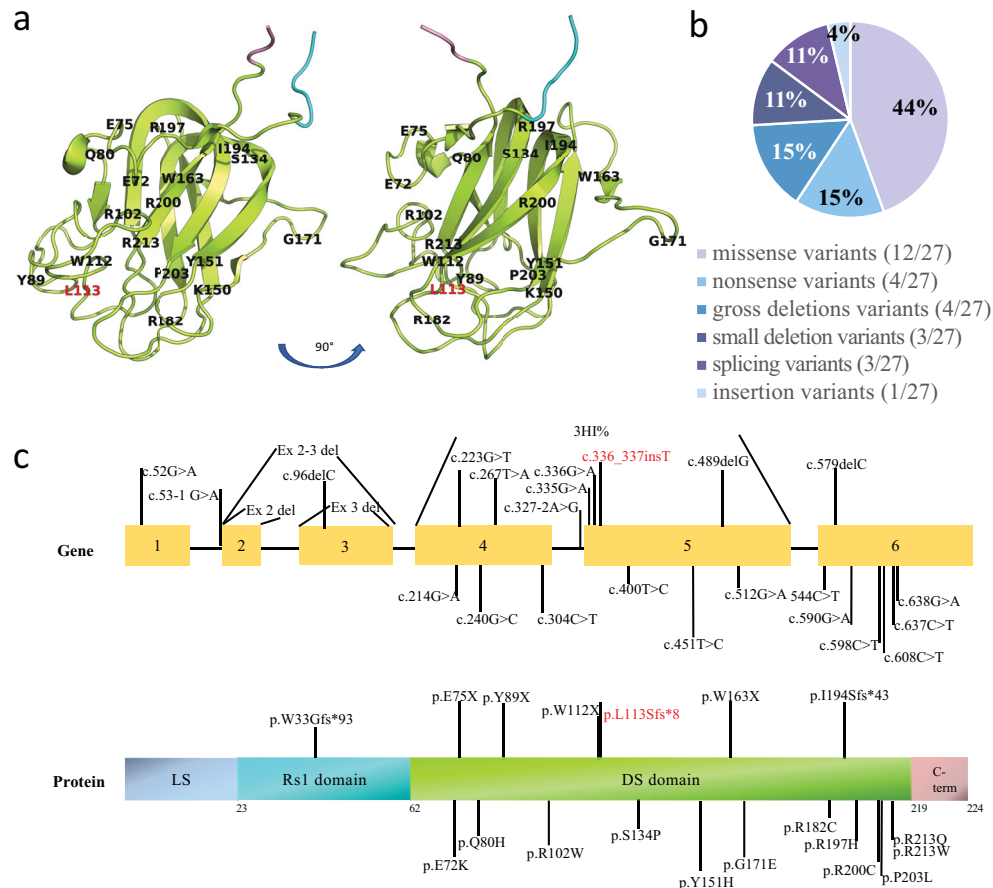 a
E75
R197
I194
S134
Q80
E72
W163
R102
R200
R213
G171
W112
Y151
P203
Y89
L113
K150
R182
90°
E75
R197
I194
Q80
S134
W163
E72
R102
R200
R213
G171
W112
Y151
Y89
P203
L113
K150
R182
b
4%
11%
11%
44%
15%
15%
missense variants (12/27)
nonsense variants (4/27)
gross deletions variants (4/27)
small deletion variants (3/27)
splicing variants (3/27)
insertion variants (1/27)
c
3HI%
c.52G>A
c.53-1 G>A
Ex 2-3 del
c.96delC
Ex 2 del
Ex 3 del
c.223G>T
c.267T>A
c.336_337insT
c.336G>A
c.335G>A
c.327-2A>G
c.489delG
c.579delC
Gene
1
2
3
4
5
6
c.214G>A
c.240G>C
c.304C>T
c.400T>C
c.451T>C
c.512G>A
544C>T
c.590G>A
c.598C>T
c.608C>T
c.638G>A
c.637C>T
p.W33Gfs*93
p.E75X
p.Y89X
p.W112X
p.L113Sfs*8
p.W163X
p.I194Sfs*43
Protein
LS
Rs1 domain
DS domain
C-
term
23
62
219
224
p.E72K
p.Q80H
p.R102W
p.S134P
p.Y151H
p.G171E
p.R182C
p.R197H
p.R200C
p.P203L
p.R213Q
p.R213W